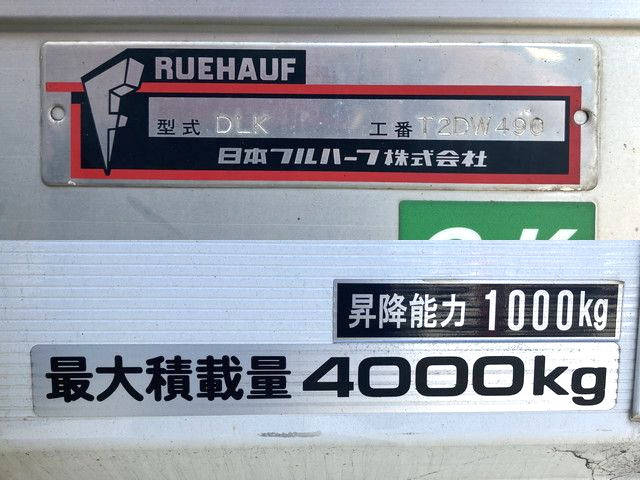 FRUEHAUF
型式 DLK 工番 T2DW490
日本フルハーフ株式会社
昇降能力 1000kg
最大積載量 4000kg